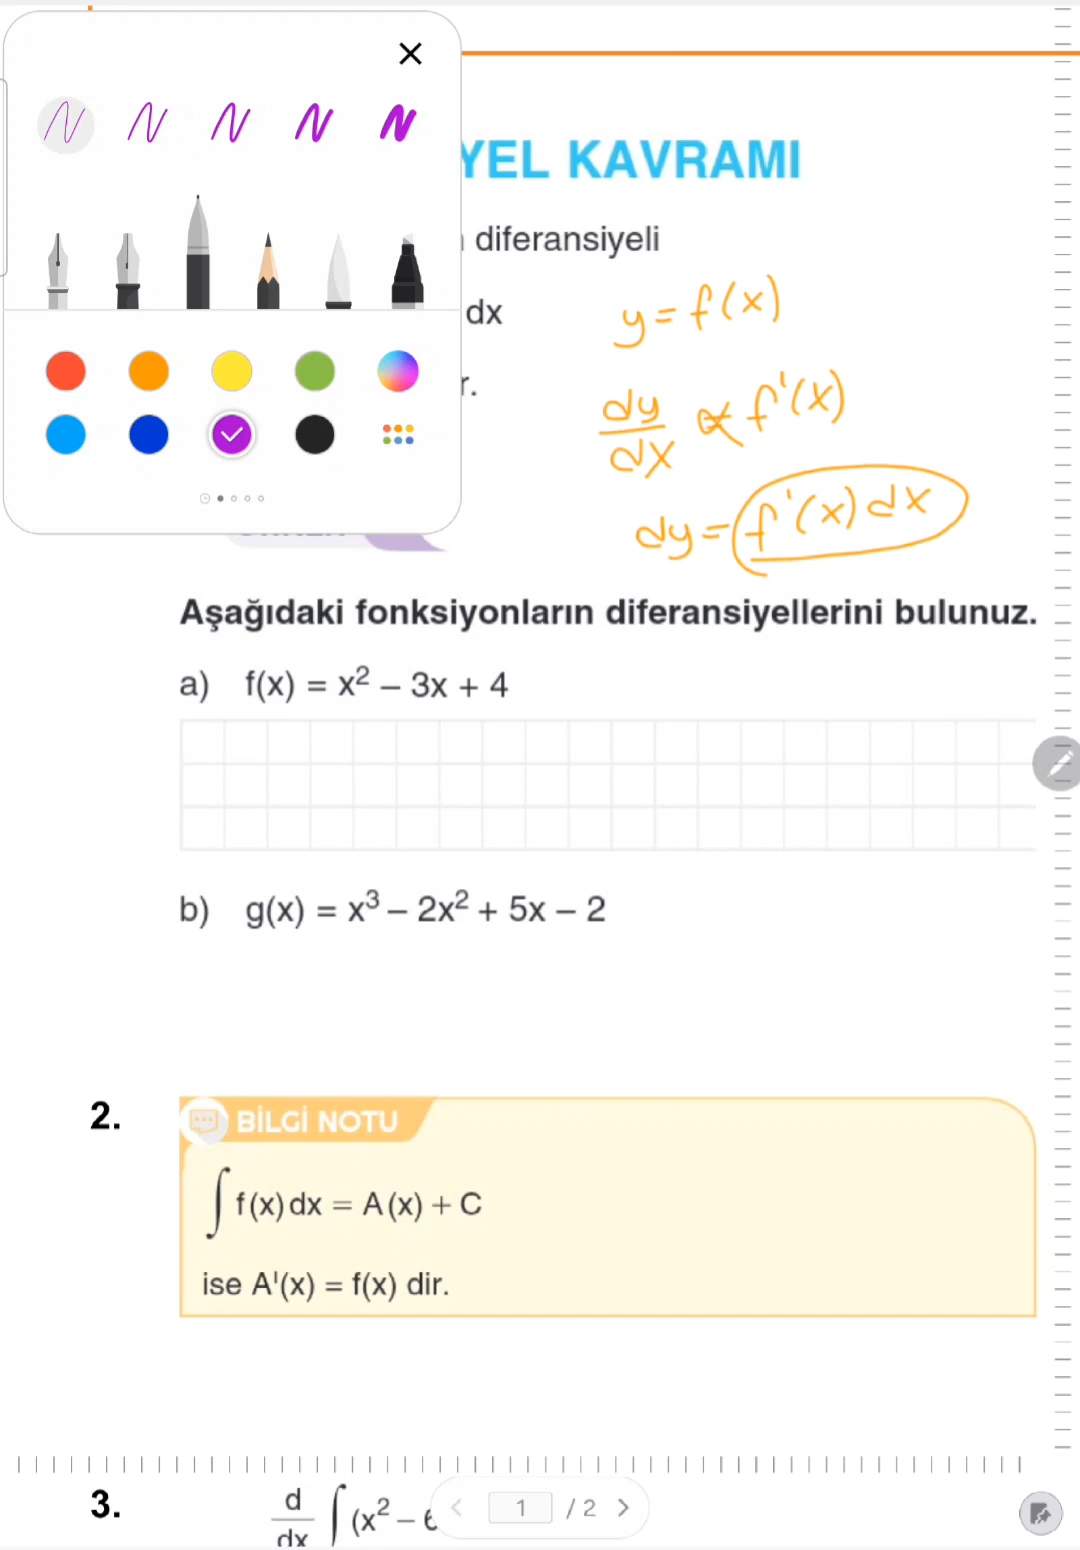 YEL KAVRAMI
diferansiyeli
dx
r.
y = f(x)
dy/dx = f'(x)
dy = f'(x) dx
Aşağıdaki fonksiyonların diferansiyellerini bulunuz.
a) f(x) = x² – 3x + 4
b) g(x) = x³ – 2x² + 5x – 2
2.
BİLGİ NOTU
∫ f(x) dx = A(x) + C
ise A'(x) = f(x) dir.
3.
d/dx ∫ (x² – 6
1 / 2